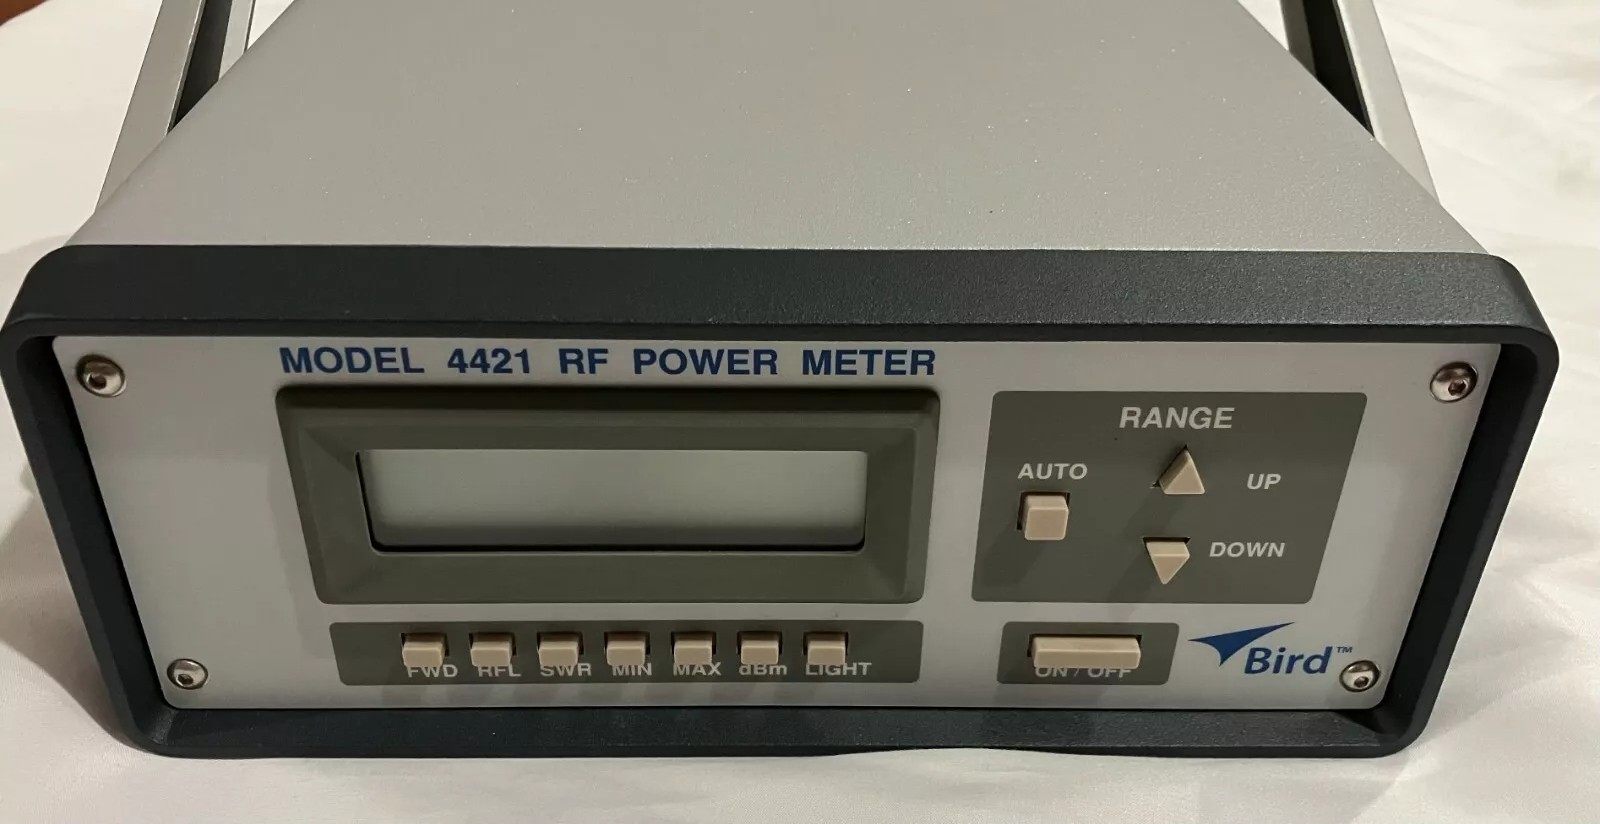 MODEL 4421 RF POWER METER
RANGE
AUTO
UP
DOWN
FWD RFL SWR MIN MAX dBm LIGHT
ON / OFF
Bird™